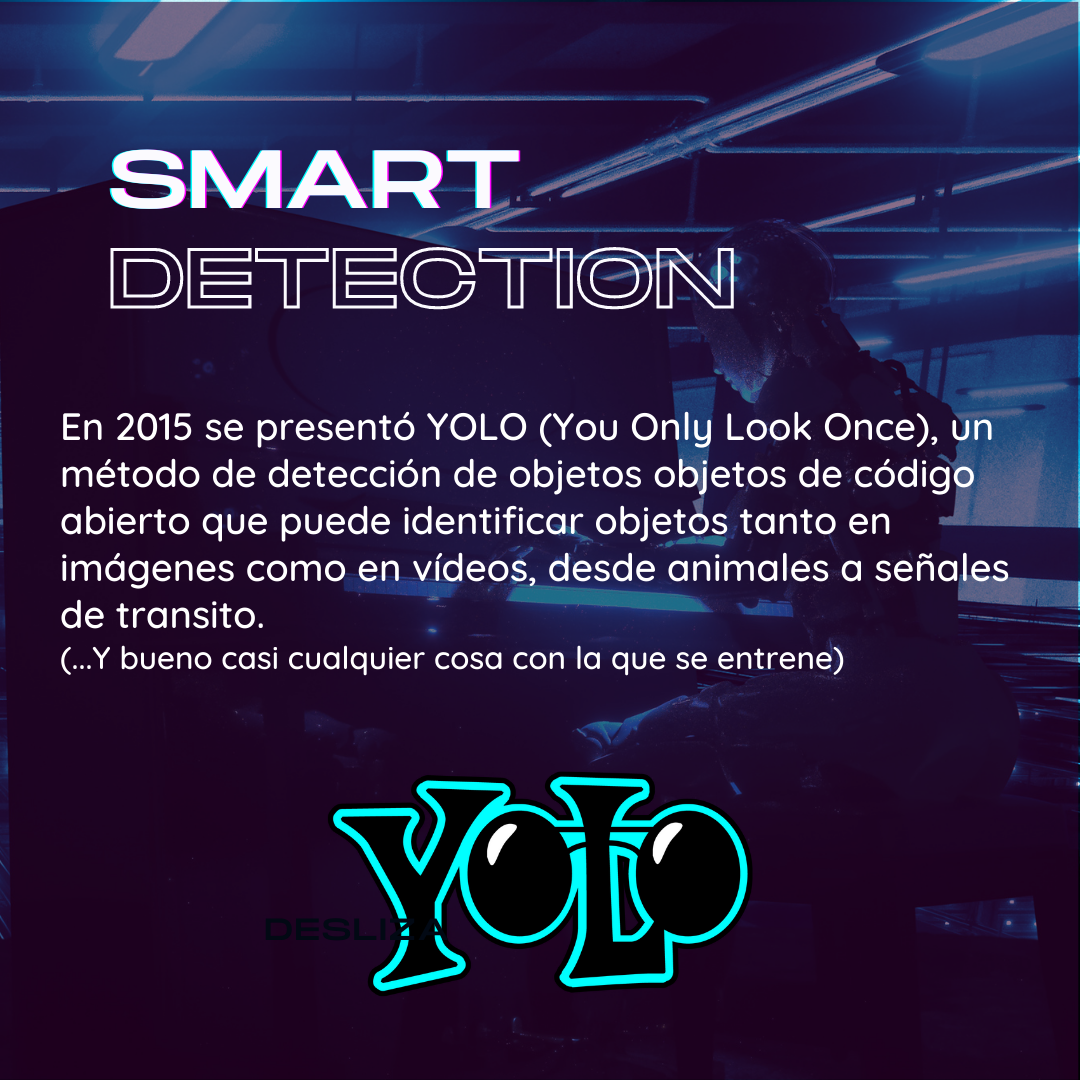 SMART
DETECTION
En 2015 se presentó YOLO (You Only Look Once), un
método de detección de objetos objetos de código
abierto que puede identificar objetos tanto en
imágenes como en vídeos, desde animales a señales
de transito.
(...Y bueno casi cualquier cosa con la que se entrene)
YOLO
DESLIZA